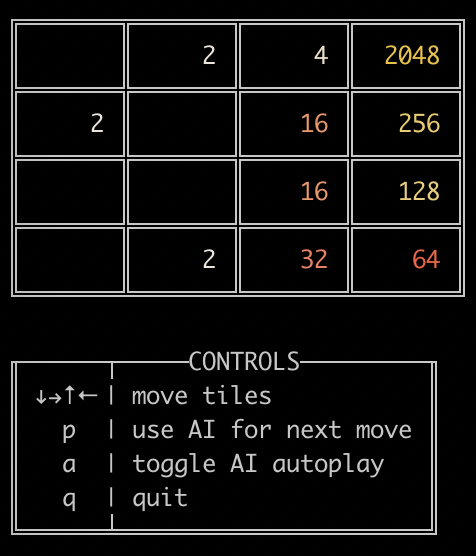 2 4 2048
2 16 256
16 128
2 32 64
CONTROLS
↓→↑← | move tiles
p | use AI for next move
a | toggle AI autoplay
q | quit